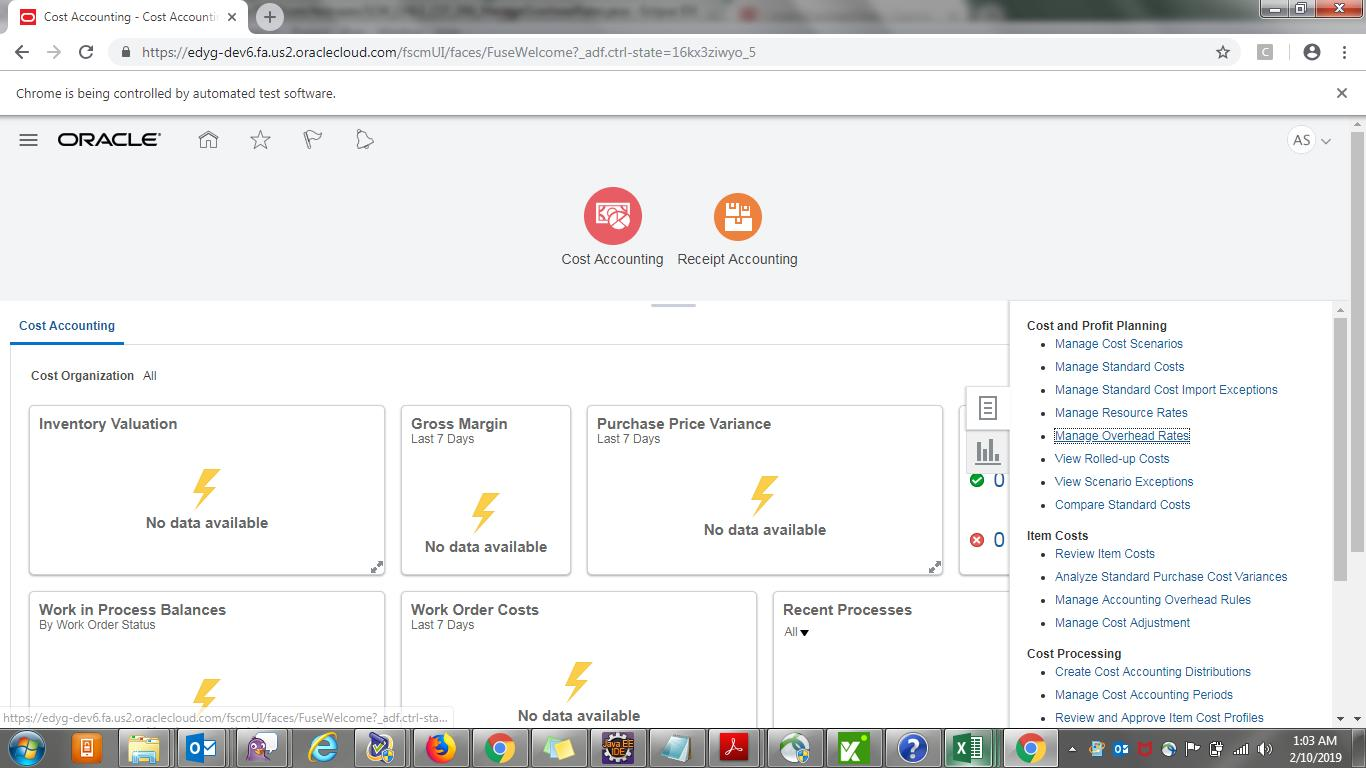 Cost Accounting - Cost Accountin
https://edyg-dev6.fa.us2.oraclecloud.com/fscmUI/faces/FuseWelcome?_adf.ctrl-state=16kx3ziwyo_5
C
Chrome is being controlled by automated test software.
ORACLE
AS
Cost Accounting
Receipt Accounting
Cost Accounting
Cost Organization All
Inventory Valuation
No data available
Gross Margin
Last 7 Days
No data available
Purchase Price Variance
Last 7 Days
No data available
0
0
Work in Process Balances
By Work Order Status
Work Order Costs
Last 7 Days
No data available
Recent Processes
All
Cost and Profit Planning
Manage Cost Scenarios
Manage Standard Costs
Manage Standard Cost Import Exceptions
Manage Resource Rates
Manage Overhead Rates
View Rolled-up Costs
View Scenario Exceptions
Compare Standard Costs
Item Costs
Review Item Costs
Analyze Standard Purchase Cost Variances
Manage Accounting Overhead Rules
Manage Cost Adjustment
Cost Processing
Create Cost Accounting Distributions
Manage Cost Accounting Periods
Review and Approve Item Cost Profiles
https://edyg-dev6.fa.us2.oraclecloud.com/fscmUI/faces/FuseWelcome?_adf.ctrl-sta...
Java EE
IDE
1:03 AM
2/10/2019